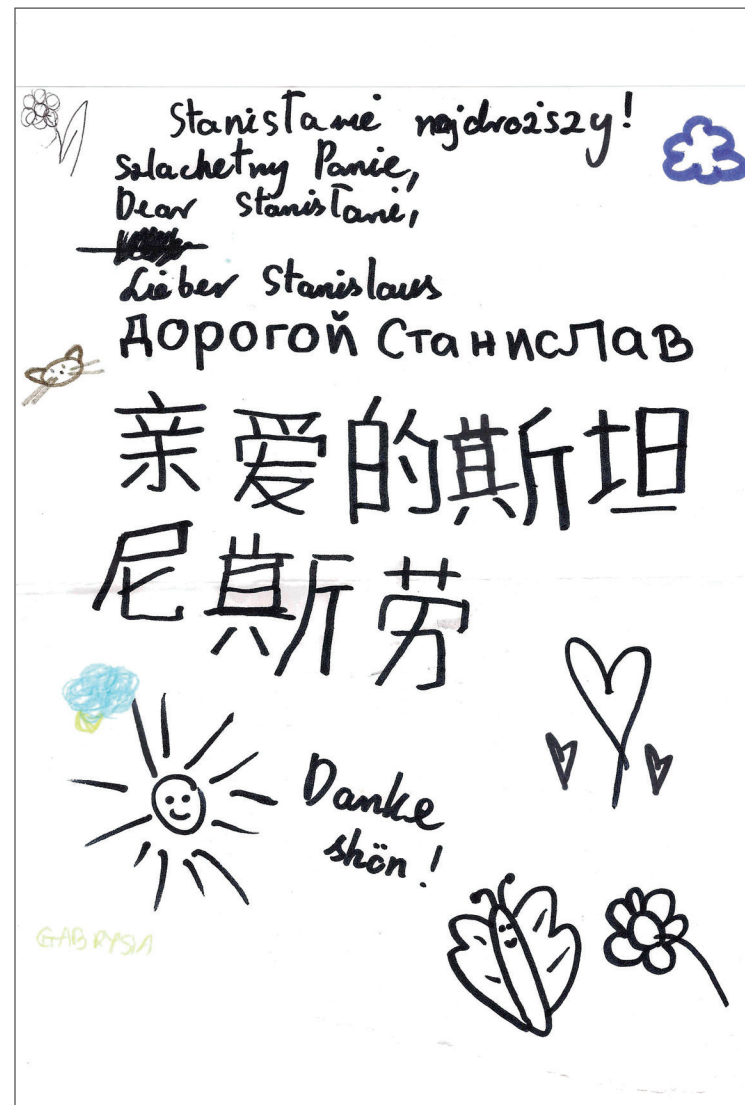 Stanisławie najdroższy!
Szlachetny Panie,
Dear Stanisławie,
Lieber Stanislaus
Дорогой Станислав
亲爱的斯坦
尼斯劳
Danke
shön!
GABRYSIA